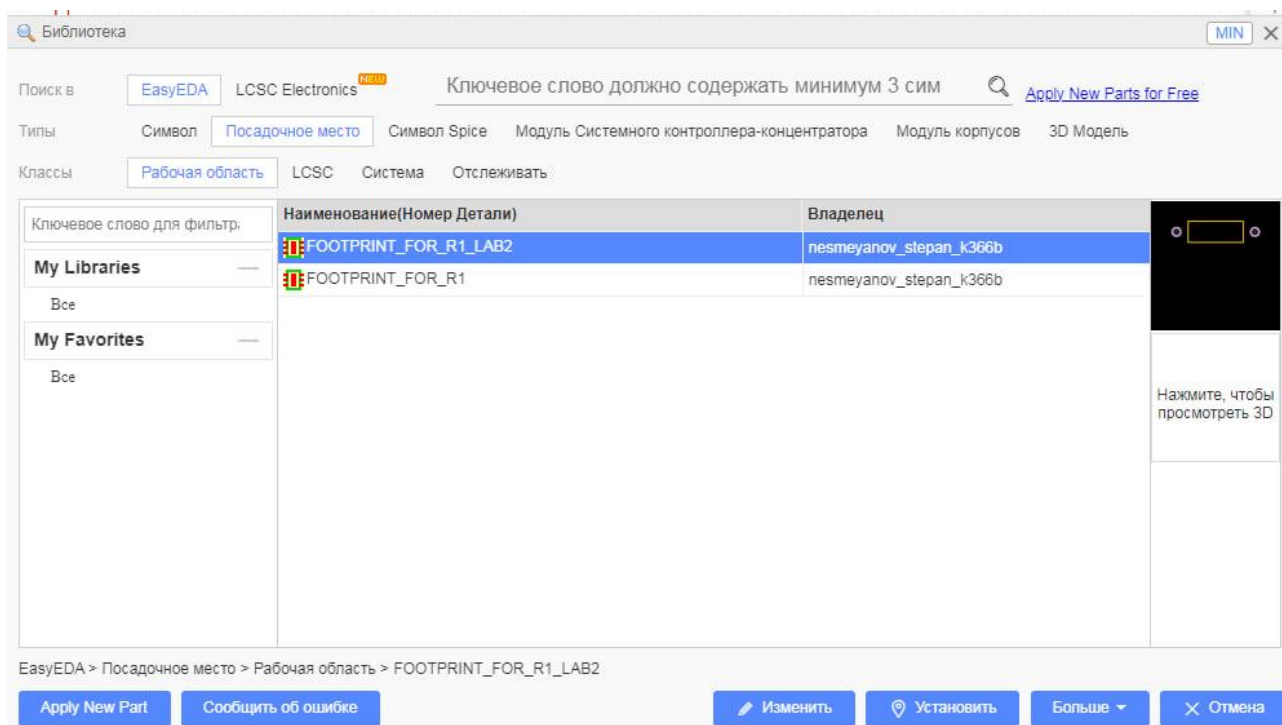 Библиотека
MIN
Поиск в EasyEDA LCSC Electronics NEW Ключевое слово должно содержать минимум 3 сим Apply New Parts for Free
Типы Символ Посадочное место Символ Spice Модуль Системного контроллера-концентратора Модуль корпусов 3D Модель
Классы Рабочая область LCSC Система Отслеживать
Ключевое слово для фильтр
My Libraries
Все
My Favorites
Все
Наименование(Номер Детали) Владелец
FOOTPRINT_FOR_R1_LAB2 nesmeyanov_stepan_k366b
FOOTPRINT_FOR_R1 nesmeyanov_stepan_k366b
Нажмите, чтобы
просмотреть 3D
EasyEDA > Посадочное место > Рабочая область > FOOTPRINT_FOR_R1_LAB2
Apply New Part Сообщить об ошибке Изменить Установить Больше Отмена